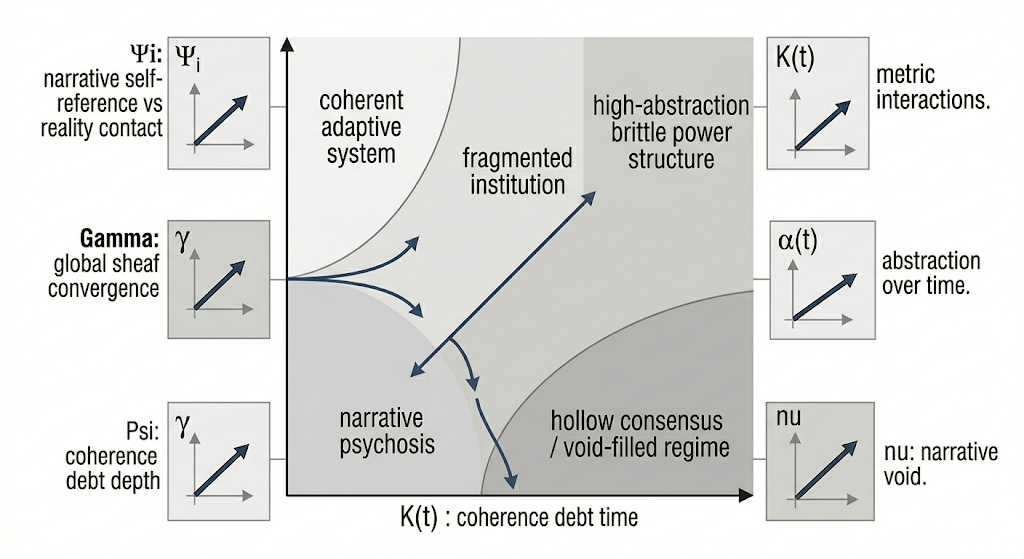 Ψi:
narrative self-
reference vs
reality contact
Ψi
Gamma:
global sheaf
convergence
γ
Psi:
coherence
debt depth
γ
coherent
adaptive
system
fragmented
institution
high-abstraction
brittle power
structure
narrative
psychosis
hollow consensus
/ void-filled regime
K(t) : coherence debt time
K(t)
metric
interactions.
α(t)
abstraction
over time.
nu
nu: narrative
void.